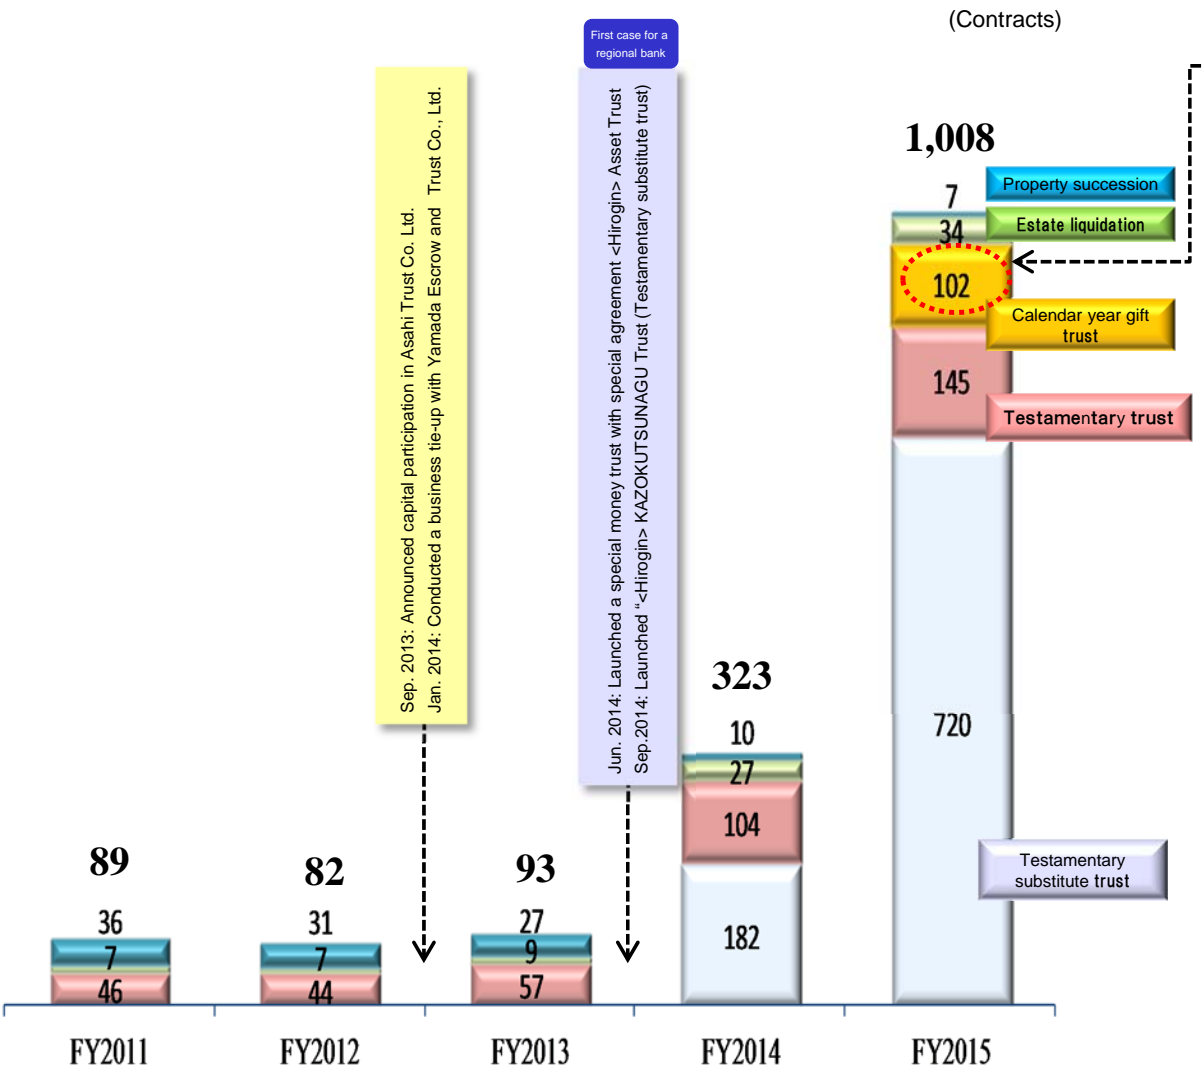 (Contracts)
First case for a
regional bank
Sep. 2013: Announced capital participation in Asahi Trust Co. Ltd.
Jan. 2014: Conducted a business tie-up with Yamada Escrow and Trust Co., Ltd.
Jun. 2014: Launched a special money trust with special agreement <Hirogin> Asset Trust
Sep.2014: Launched “<Hirogin> KAZOKUTSUNAGU Trust (Testamentary substitute trust)
1,008
7
Property succession
34
Estate liquidation
102
Calendar year gift
trust
145
Testamentary trust
720
Testamentary
substitute trust
323
10
27
104
182
89
36
7
46
82
31
7
44
93
27
9
57
FY2011
FY2012
FY2013
FY2014
FY2015